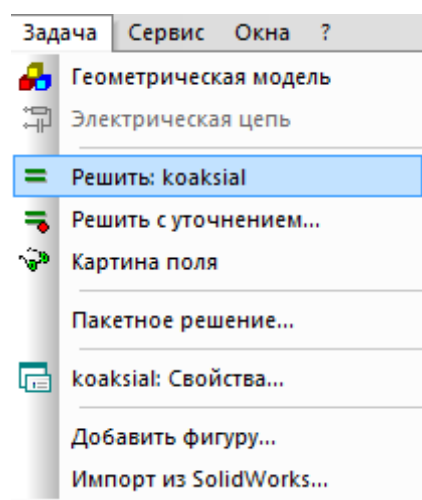 Задача Сервис Окна ?
Геометрическая модель
Электрическая цепь
Решить: koaksial
Решить с уточнением...
Картина поля
Пакетное решение...
koaksial: Свойства...
Добавить фигуру...
Импорт из SolidWorks...